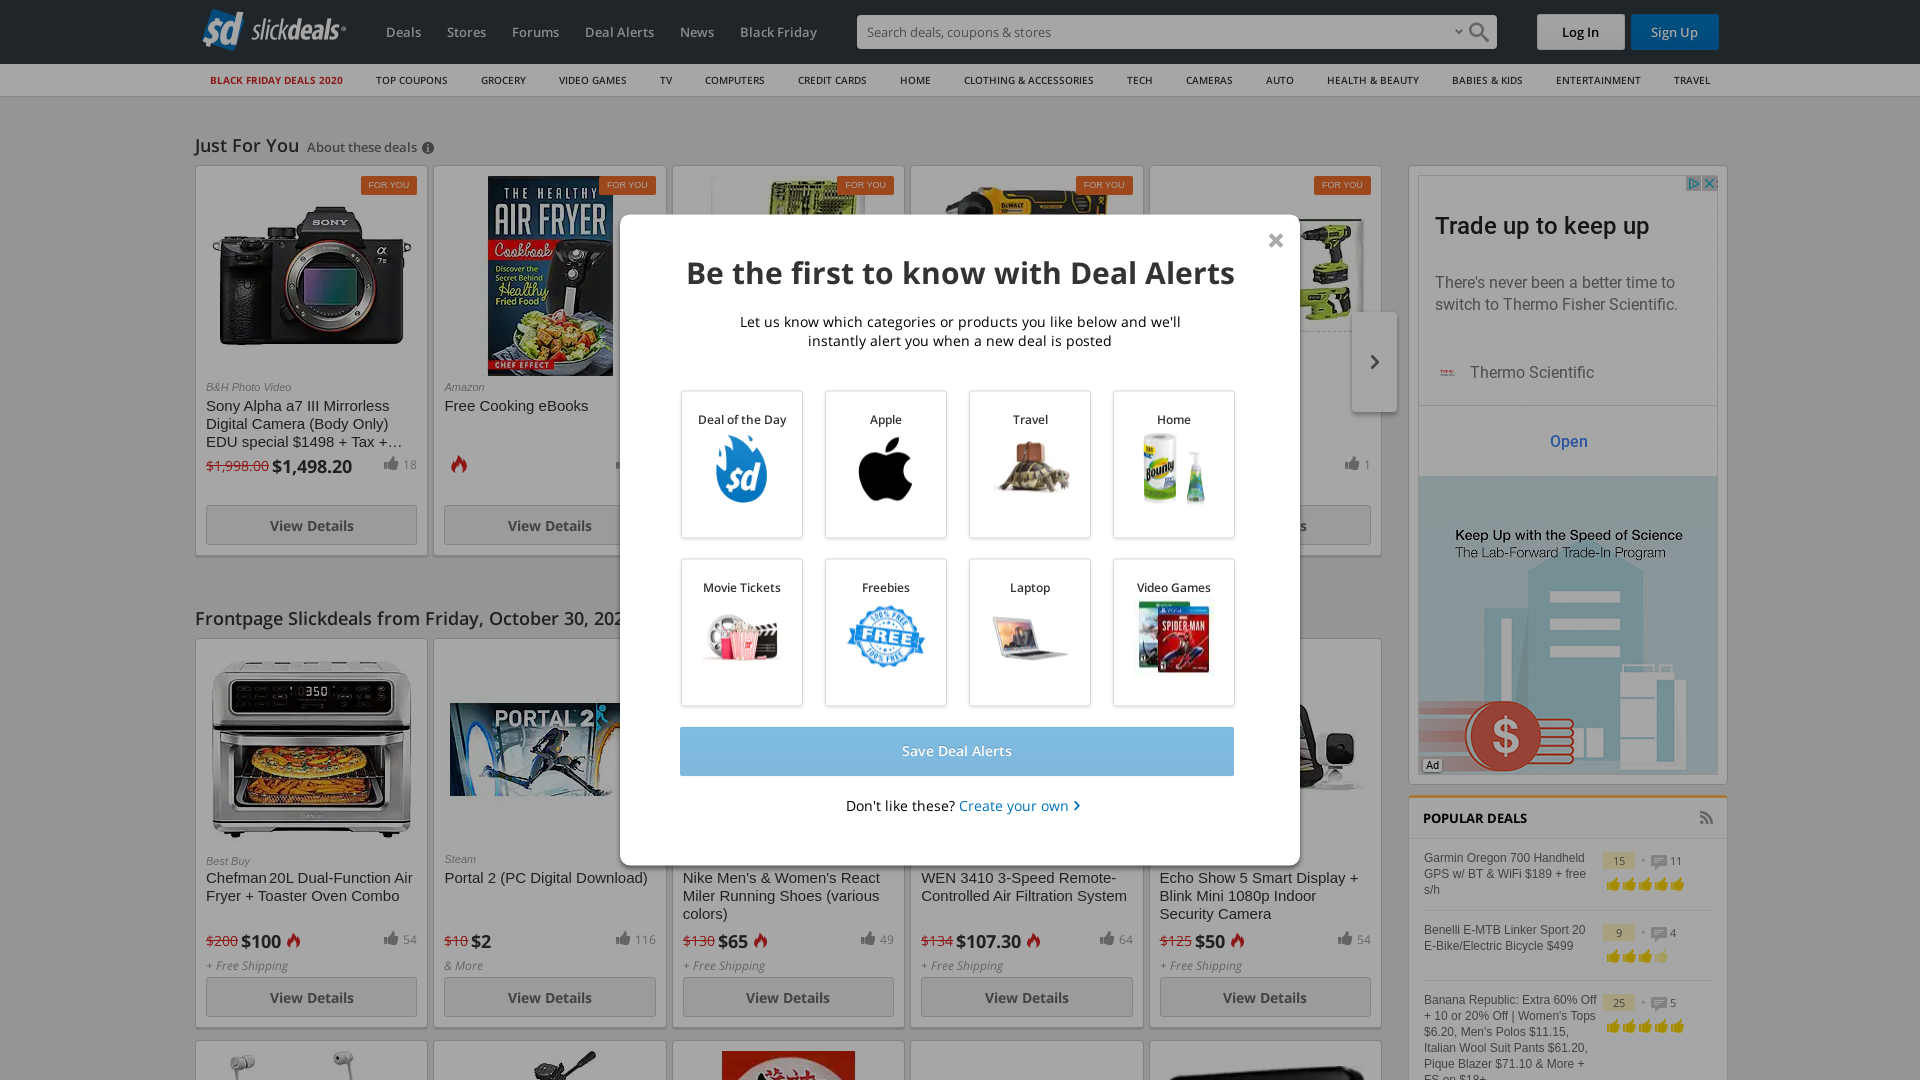 $d slickdeals
Deals
Stores
Forums
Deal Alerts
News
Black Friday
Search deals, coupons & stores
Log In
Sign Up
BLACK FRIDAY DEALS 2020
TOP COUPONS
GROCERY
VIDEO GAMES
TV
COMPUTERS
CREDIT CARDS
HOME
CLOTHING & ACCESSORIES
TECH
CAMERAS
AUTO
HEALTH & BEAUTY
BABIES & KIDS
ENTERTAINMENT
TRAVEL
Just For You
About these deals
FOR YOU
SONY
B&H Photo Video
Sony Alpha a7 III Mirrorless
Digital Camera (Body Only)
EDU special $1498 + Tax +…
$1,998.00 $1,498.20
18
View Details
FOR YOU
THE HEALTHY
AIR FRYER
Cookbook
Discover the
Secret Behind
Healthy
Fried Food
CHEF EFFECT
Amazon
Free Cooking eBooks
View Details
FOR YOU
FOR YOU
DEWALT
FOR YOU
1
Be the first to know with Deal Alerts
Let us know which categories or products you like below and we'll
instantly alert you when a new deal is posted
Deal of the Day
$d
Apple
Travel
Home
Bounty
Movie Tickets
Freebies
100% FREE
FREE
100% FREE
Laptop
Video Games
SPIDER-MAN
Save Deal Alerts
Don't like these? Create your own
Frontpage Slickdeals from Friday, October 30, 202
350
Best Buy
Chefman 20L Dual-Function Air
Fryer + Toaster Oven Combo
$200 $100
54
+ Free Shipping
View Details
PORTAL 2
Steam
Portal 2 (PC Digital Download)
$10 $2
116
& More
View Details
Nike Men's & Women's React
Miler Running Shoes (various
colors)
$130 $65
49
+ Free Shipping
View Details
WEN 3410 3-Speed Remote-
Controlled Air Filtration System
$134 $107.30
64
+ Free Shipping
View Details
Echo Show 5 Smart Display +
Blink Mini 1080p Indoor
Security Camera
$125 $50
54
+ Free Shipping
View Details
Trade up to keep up
There's never been a better time to
switch to Thermo Fisher Scientific.
Thermo Scientific
Open
Keep Up with the Speed of Science
The Lab-Forward Trade-In Program
$
Ad
POPULAR DEALS
Garmin Oregon 700 Handheld
GPS w/ BT & WiFi $189 + free
s/h
15
11
Benelli E-MTB Linker Sport 20
E-Bike/Electric Bicycle $499
9
4
Banana Republic: Extra 60% Off
+ 10 or 20% Off | Women's Tops
$6.20, Men's Polos $11.15,
Italian Wool Suit Pants $61.20,
Pique Blazer $71.10 & More +
FS on $18+
25
5